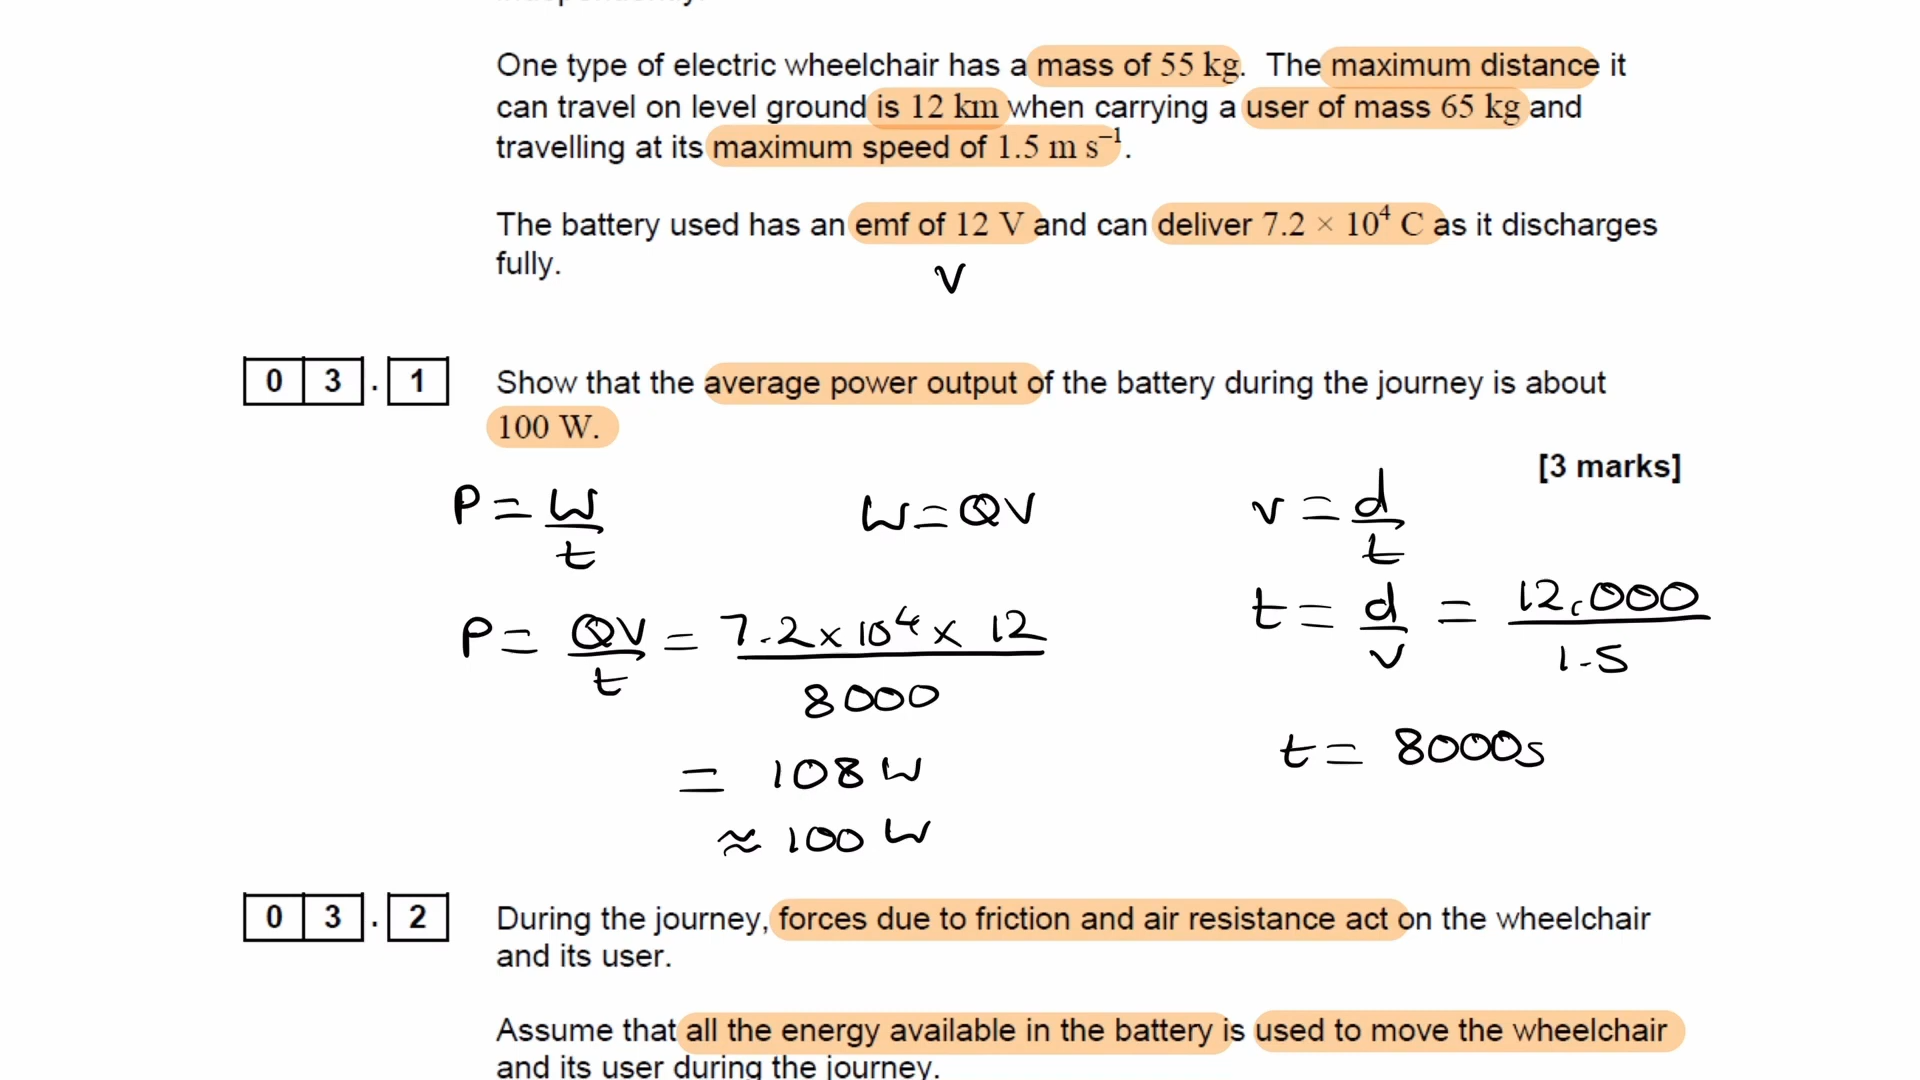 One type of electric wheelchair has a mass of 55 kg. The maximum distance it
can travel on level ground is 12 km when carrying a user of mass 65 kg and
travelling at its maximum speed of 1.5 m s⁻¹.
The battery used has an emf of 12 V and can deliver 7.2 × 10⁴ C as it discharges
fully.
V
0 3 . 1 Show that the average power output of the battery during the journey is about
100 W.
[3 marks]
P = W/t W = QV v = d/t
P = QV/t = 7.2 x 10⁴ x 12 / 8000 t = d/v = 12,000 / 1.5
= 108 W t = 8000s
≈ 100 W
0 3 . 2 During the journey, forces due to friction and air resistance act on the wheelchair
and its user.
Assume that all the energy available in the battery is used to move the wheelchair
and its user during the journey.